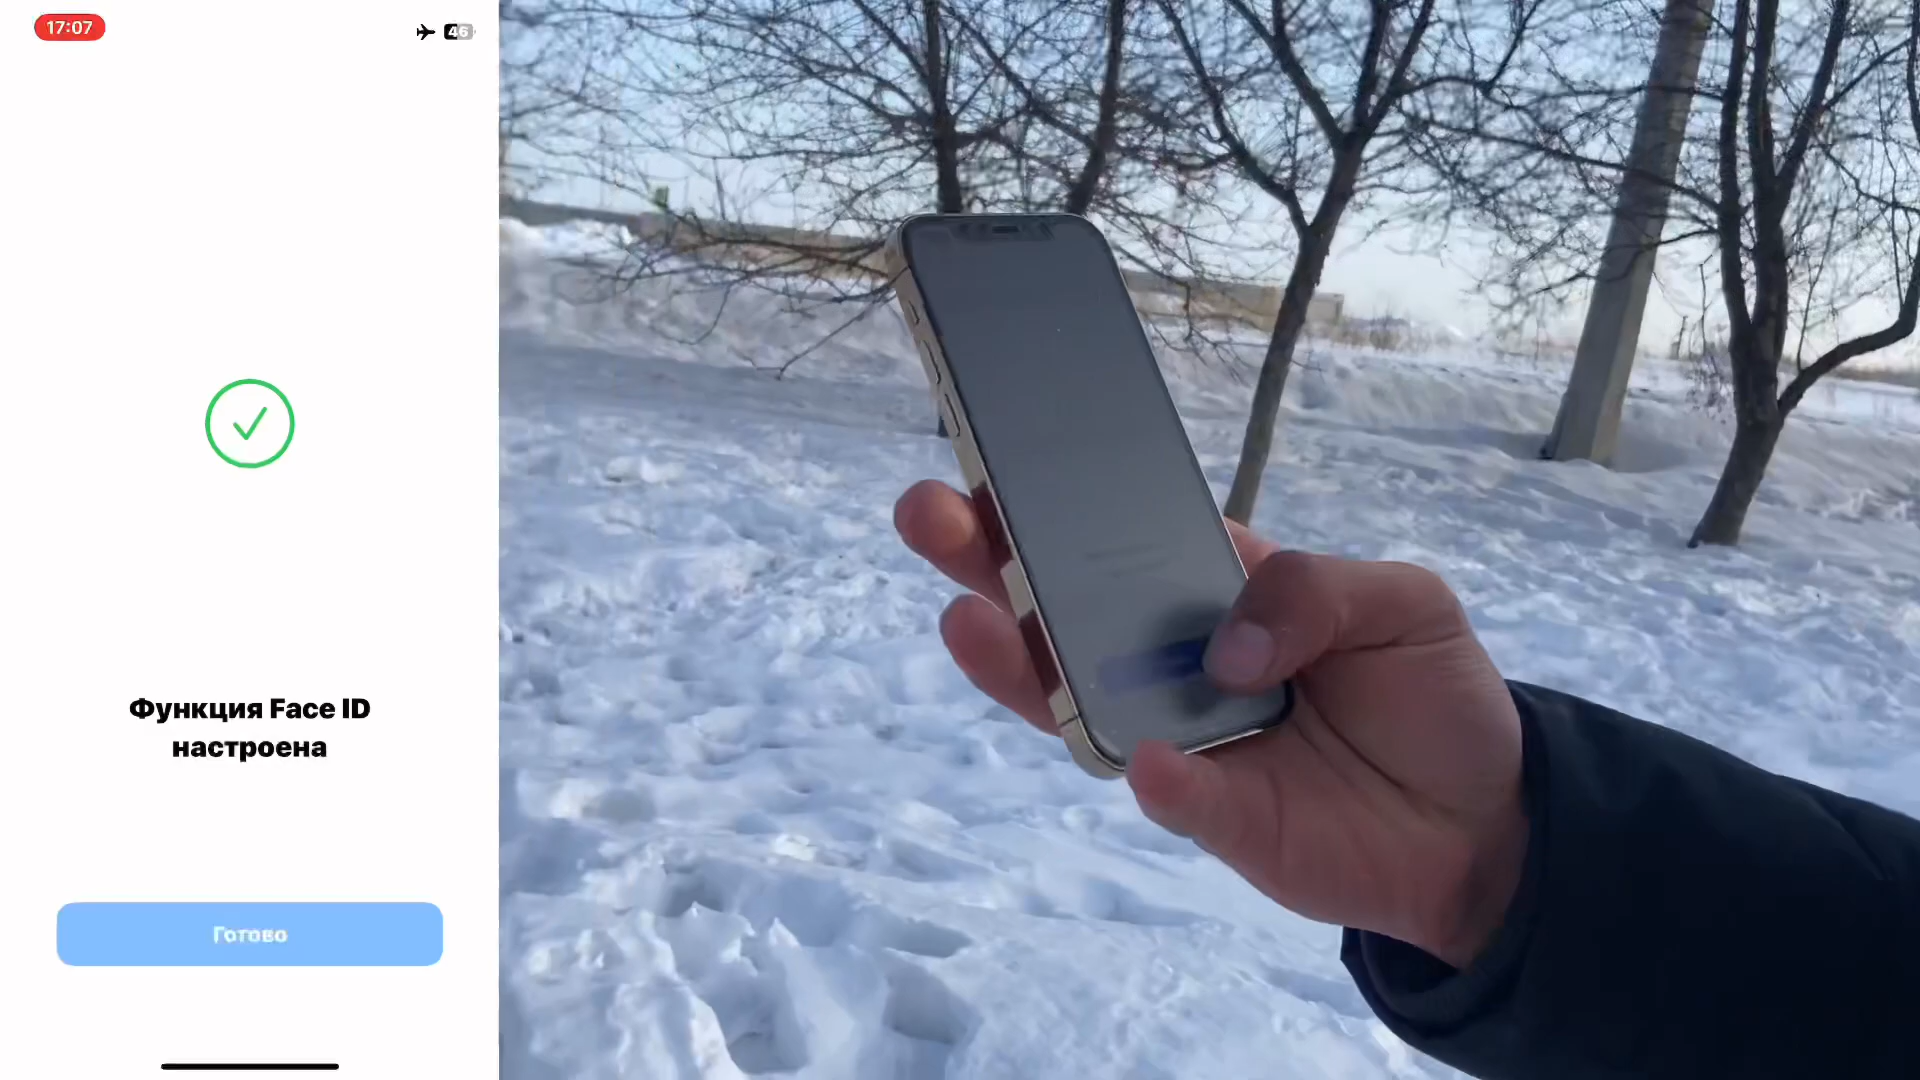 17:07
46
Функция Face ID
настроена
Готово